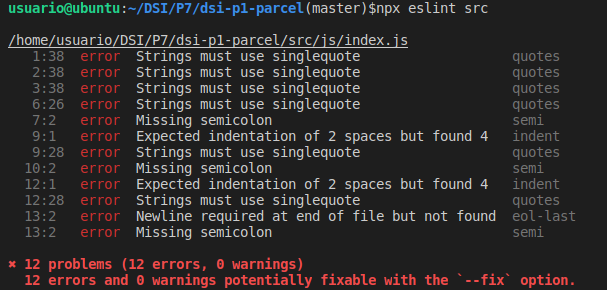 usuario@ubuntu:~/DSI/P7/dsi-p1-parcel(master)$npx eslint src
/home/usuario/DSI/P7/dsi-p1-parcel/src/js/index.js
1:38 error Strings must use singlequote quotes
2:38 error Strings must use singlequote quotes
3:38 error Strings must use singlequote quotes
6:26 error Strings must use singlequote quotes
7:2 error Missing semicolon semi
9:1 error Expected indentation of 2 spaces but found 4 indent
9:28 error Strings must use singlequote quotes
10:2 error Missing semicolon semi
12:1 error Expected indentation of 2 spaces but found 4 indent
12:28 error Strings must use singlequote quotes
13:2 error Newline required at end of file but not found eol-last
13:2 error Missing semicolon semi
✖ 12 problems (12 errors, 0 warnings)
12 errors and 0 warnings potentially fixable with the `--fix` option.